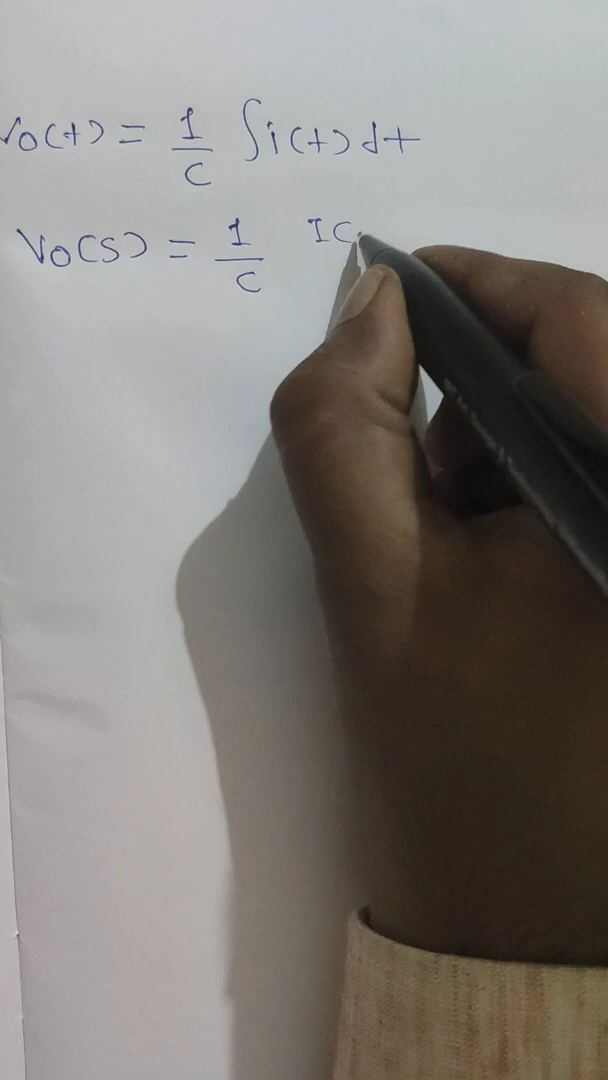 Vo(t) = 1/C ∫i(t) dt
Vo(s) = 1/C I(